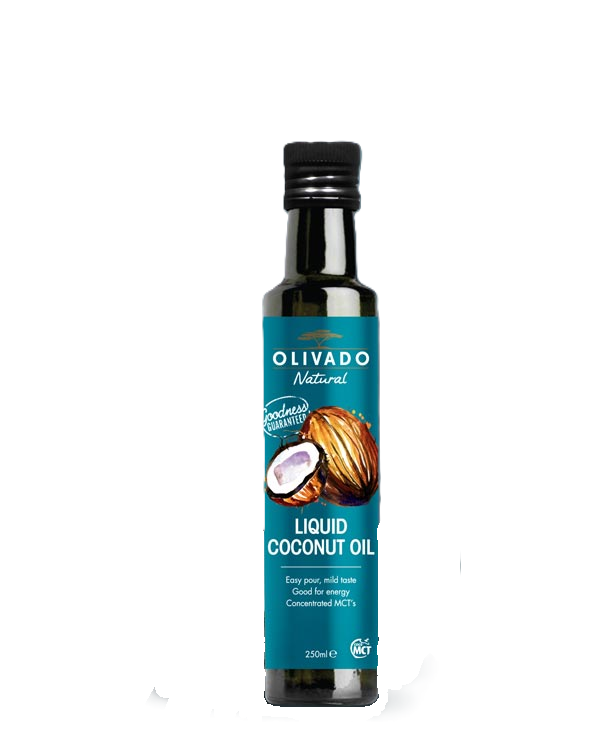 OLIVADO
Natural
Goodness
GUARANTEED
LIQUID
COCONUT OIL
Easy pour, mild taste
Good for energy
Concentrated MCT's
250ml ℮
MCT